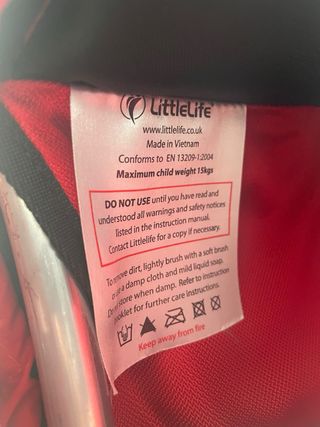 LittleLife®
www.littlelife.co.uk
Made in Vietnam
Conforms to EN 13209-1:2004
Maximum child weight 15kgs
DO NOT USE until you have read and
understood all warnings and safety notices
listed in the instruction manual.
Contact Littlelife for a copy if necessary.
To remove dirt, lightly brush with a soft brush
use a damp cloth and mild liquid soap.
Do not store when damp. Refer to instruction
booklet for further care instructions.
Keep away from fire